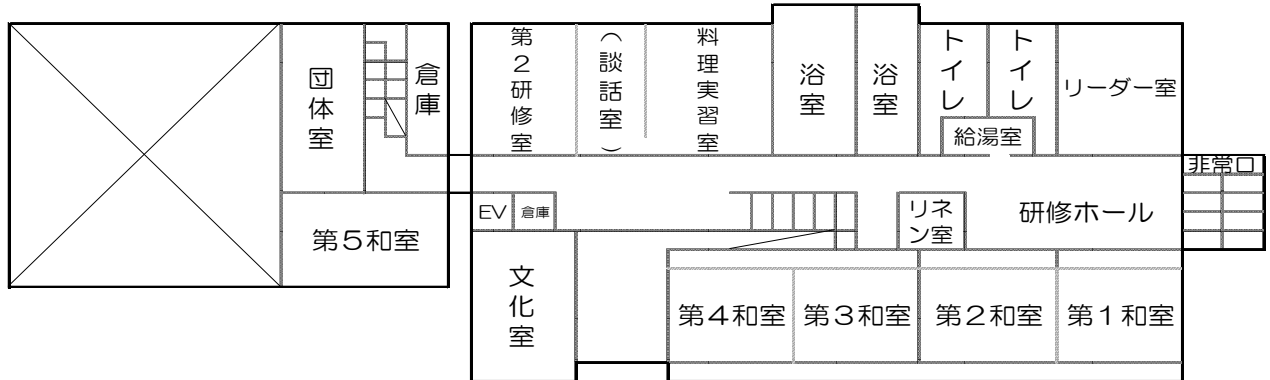 団体室
倉庫
第２研修室
（談話室）
料理実習室
浴室
浴室
トイレ
トイレ
リーダー室
給湯室
非常口
第５和室
EV
倉庫
リネ
ン室
研修ホール
文化室
第４和室
第３和室
第２和室
第１和室